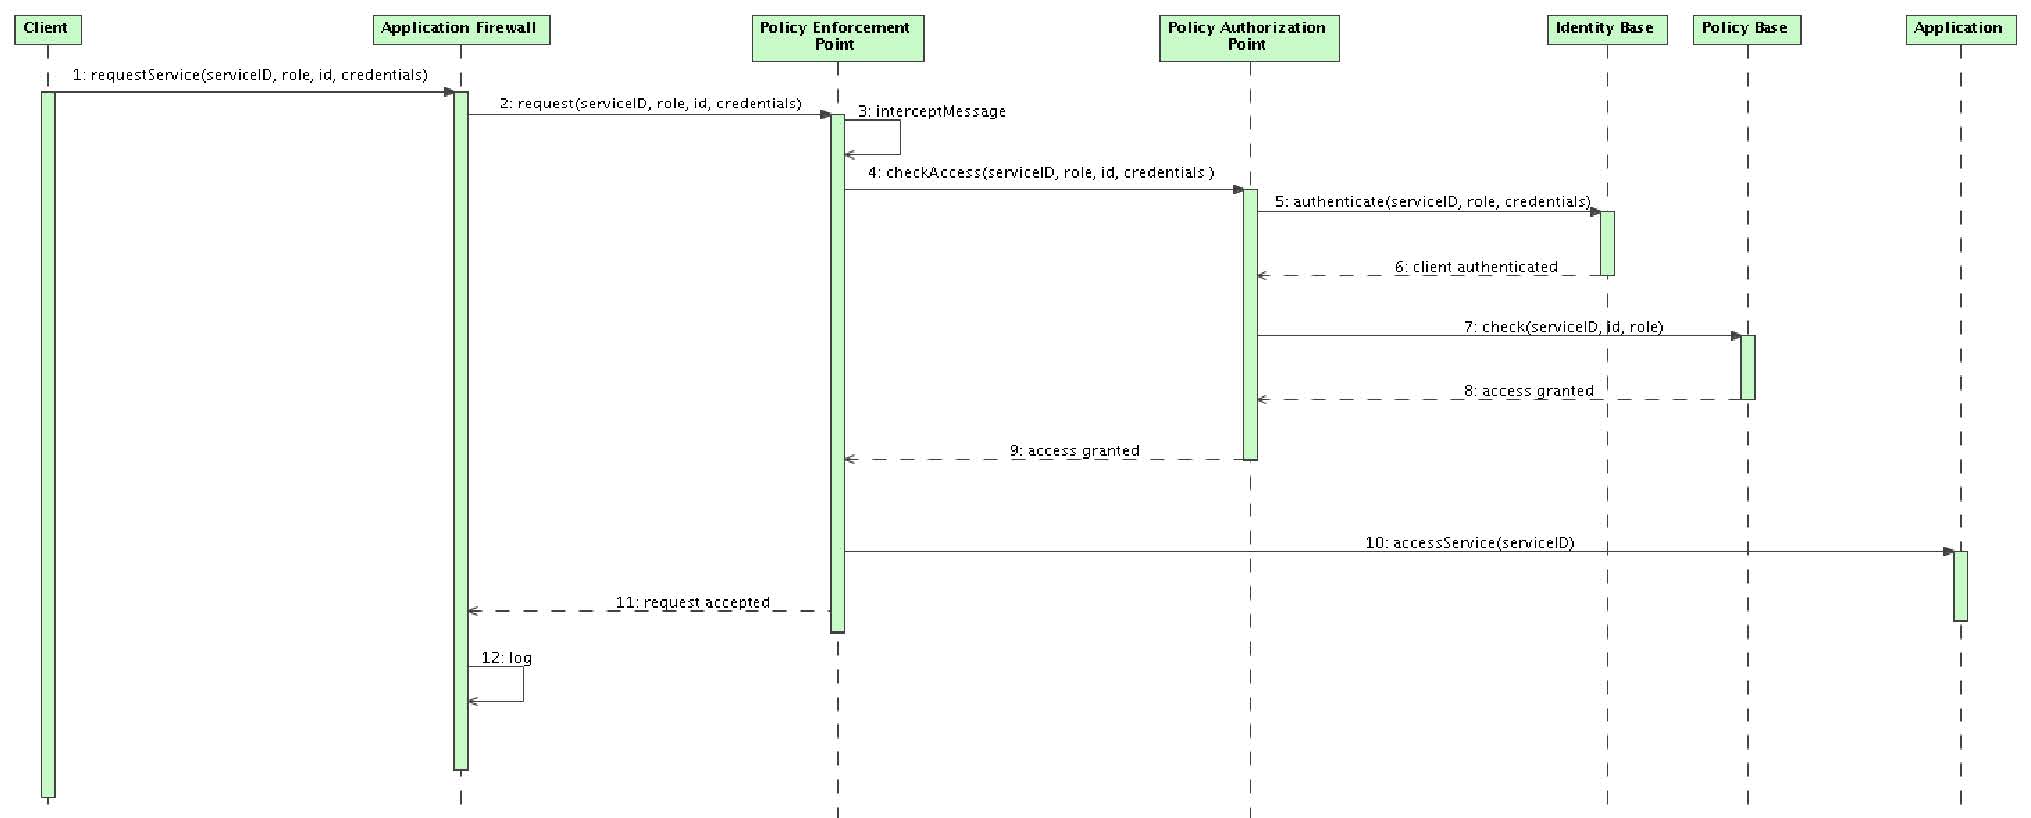 Client
Application Firewall
Policy Enforcement
Point
Policy Authorization
Point
Identity Base
Policy Base
Application
1: requestService(serviceID, role, id, credentials)
2: request(serviceID, role, id, credentials)
3: interceptMessage
4: checkAccess(serviceID, role, id, credentials )
5: authenticate(serviceID, role, credentials)
6: client authenticated
7: check(serviceID, id, role)
8: access granted
9: access granted
10: accessService(serviceID)
11: request accepted
12: log